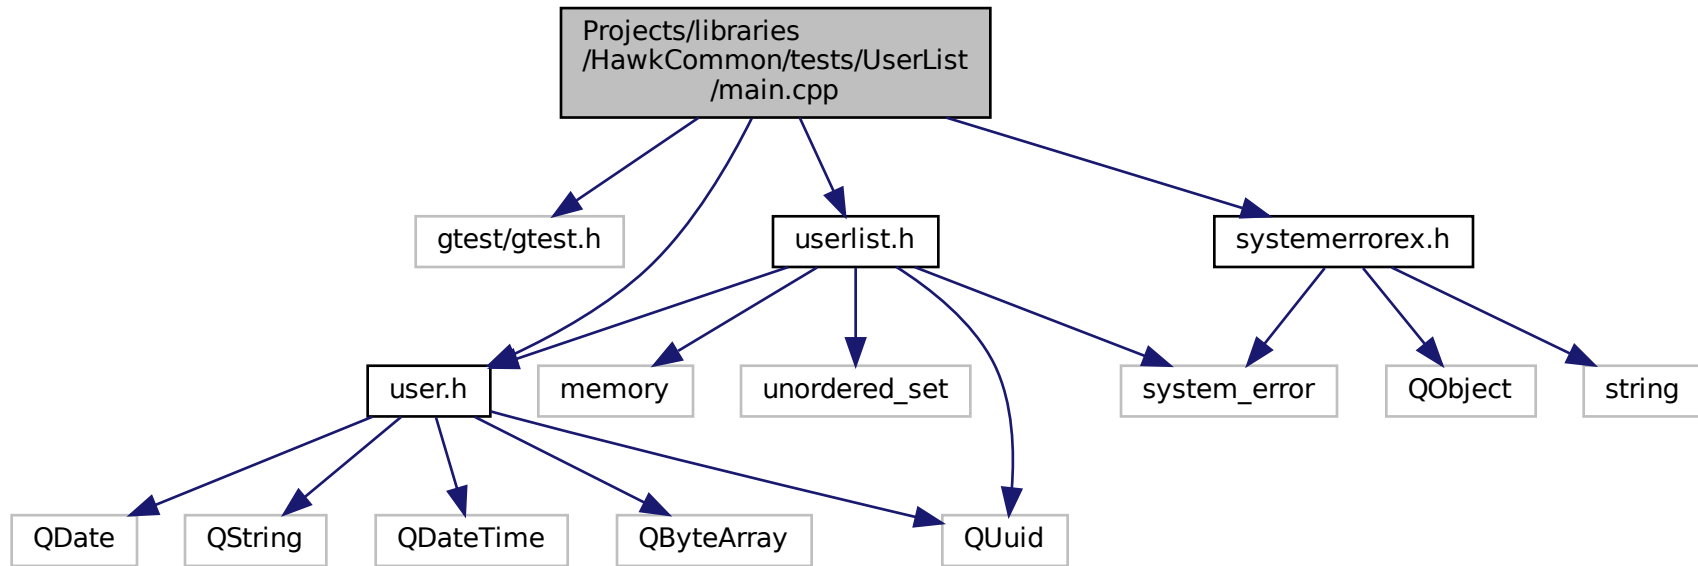 Projects/libraries
/HawkCommon/tests/UserList
/main.cpp
gtest/gtest.h
userlist.h
systemerrorex.h
user.h
memory
unordered_set
system_error
QObject
string
QDate
QString
QDateTime
QByteArray
QUuid